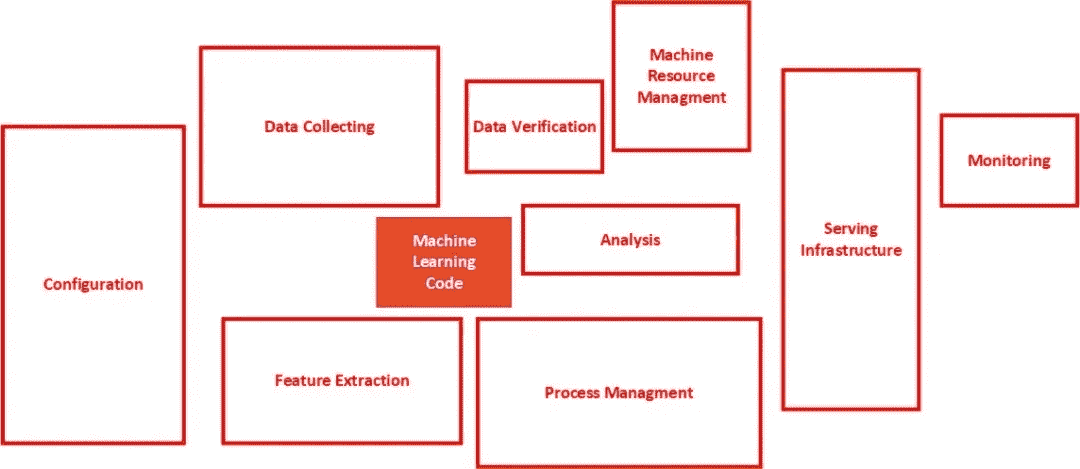 Machine
Resource
Managment
Data Collecting
Data Verification
Monitoring
Machine
Learning
Code
Analysis
Serving
Infrastructure
Configuration
Feature Extraction
Process Managment